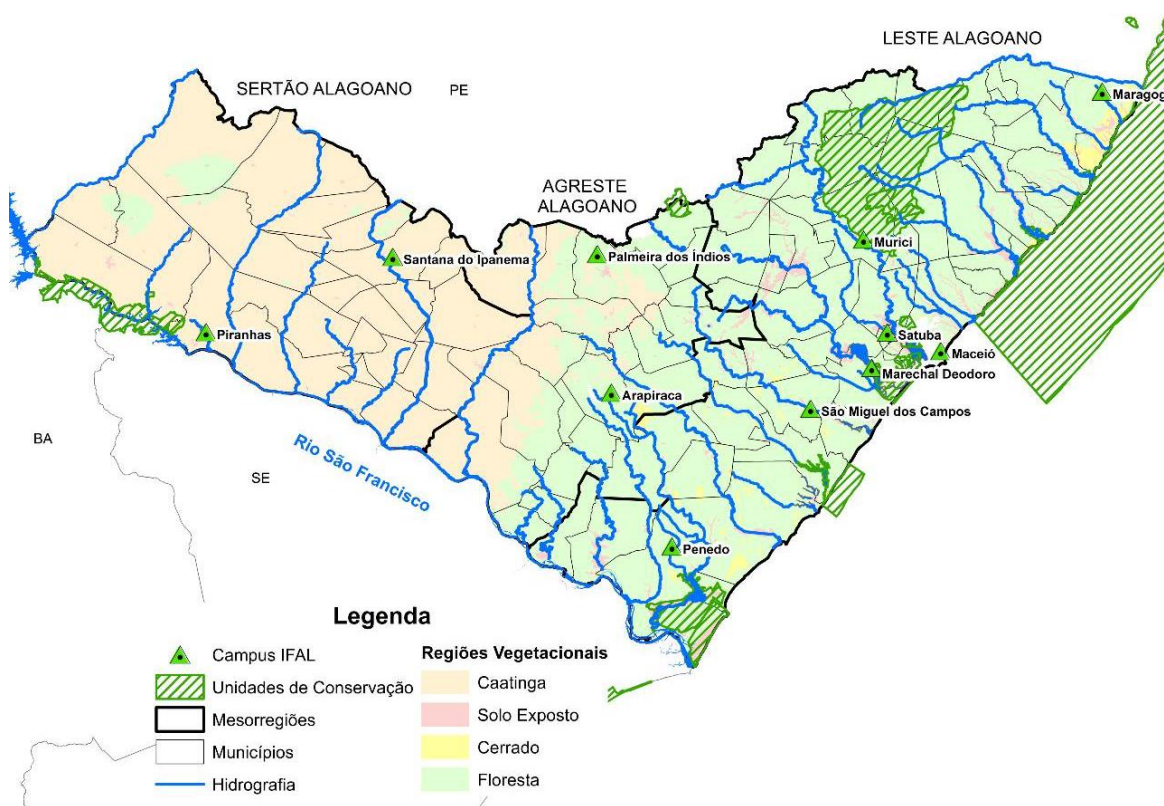 LESTE ALAGOANO
SERTÃO ALAGOANO
PE
Maragog
AGRESTE
ALAGOANO
Murici
Santana do Ipanema
Palmeira dos Índios
Piranhas
Satuba
Maceió
Marechal Deodoro
Arapiraca
São Miguel dos Campos
BA
SE
Rio São Francisco
Penedo
Legenda
Campus IFAL
Unidades de Conservação
Mesorregiões
Municípios
Hidrografia
Regiões Vegetacionais
Caatinga
Solo Exposto
Cerrado
Floresta